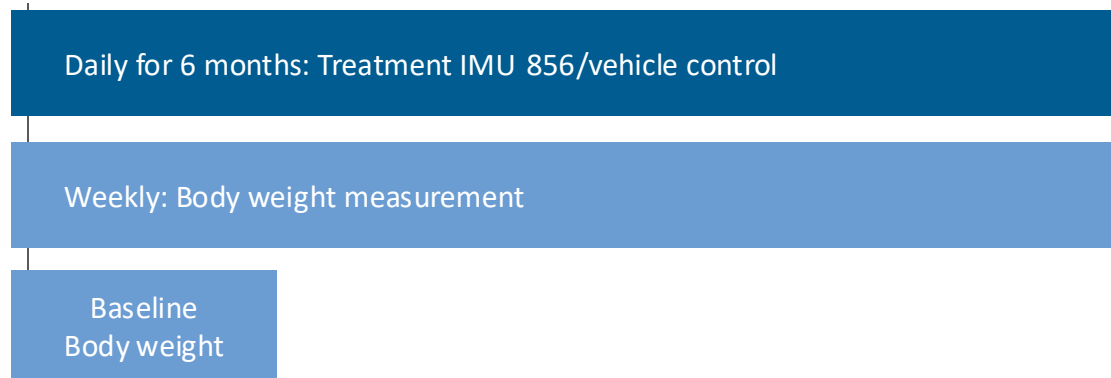 Daily for 6 months: Treatment IMU 856/vehicle control
Weekly: Body weight measurement
Baseline
Body weight